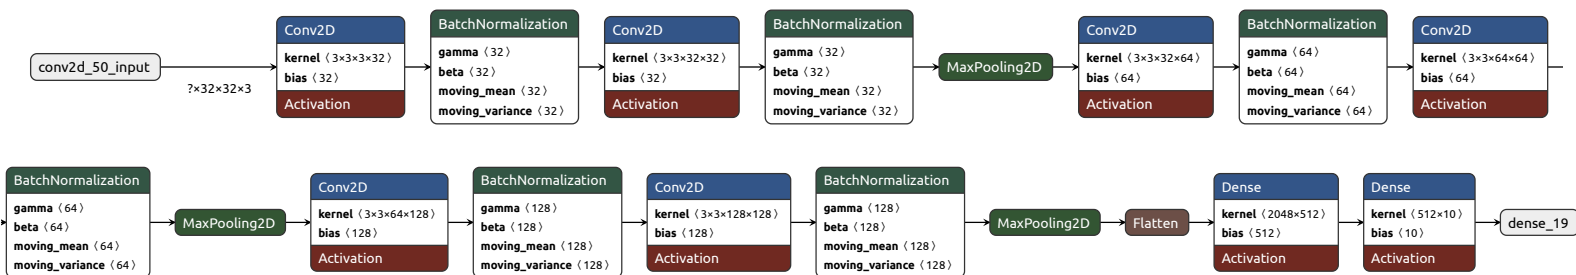 conv2d_50_input
?×32×32×3
Conv2D
kernel ⟨3×3×3×32⟩
bias ⟨32⟩
Activation
BatchNormalization
gamma ⟨32⟩
beta ⟨32⟩
moving_mean ⟨32⟩
moving_variance ⟨32⟩
Conv2D
kernel ⟨3×3×32×32⟩
bias ⟨32⟩
Activation
BatchNormalization
gamma ⟨32⟩
beta ⟨32⟩
moving_mean ⟨32⟩
moving_variance ⟨32⟩
MaxPooling2D
Conv2D
kernel ⟨3×3×32×64⟩
bias ⟨64⟩
Activation
BatchNormalization
gamma ⟨64⟩
beta ⟨64⟩
moving_mean ⟨64⟩
moving_variance ⟨64⟩
Conv2D
kernel ⟨3×3×64×64⟩
bias ⟨64⟩
Activation
BatchNormalization
gamma ⟨64⟩
beta ⟨64⟩
moving_mean ⟨64⟩
moving_variance ⟨64⟩
MaxPooling2D
Conv2D
kernel ⟨3×3×64×128⟩
bias ⟨128⟩
Activation
BatchNormalization
gamma ⟨128⟩
beta ⟨128⟩
moving_mean ⟨128⟩
moving_variance ⟨128⟩
Conv2D
kernel ⟨3×3×128×128⟩
bias ⟨128⟩
Activation
BatchNormalization
gamma ⟨128⟩
beta ⟨128⟩
moving_mean ⟨128⟩
moving_variance ⟨128⟩
MaxPooling2D
Flatten
Dense
kernel ⟨2048×512⟩
bias ⟨512⟩
Activation
Dense
kernel ⟨512×10⟩
bias ⟨10⟩
Activation
dense_19